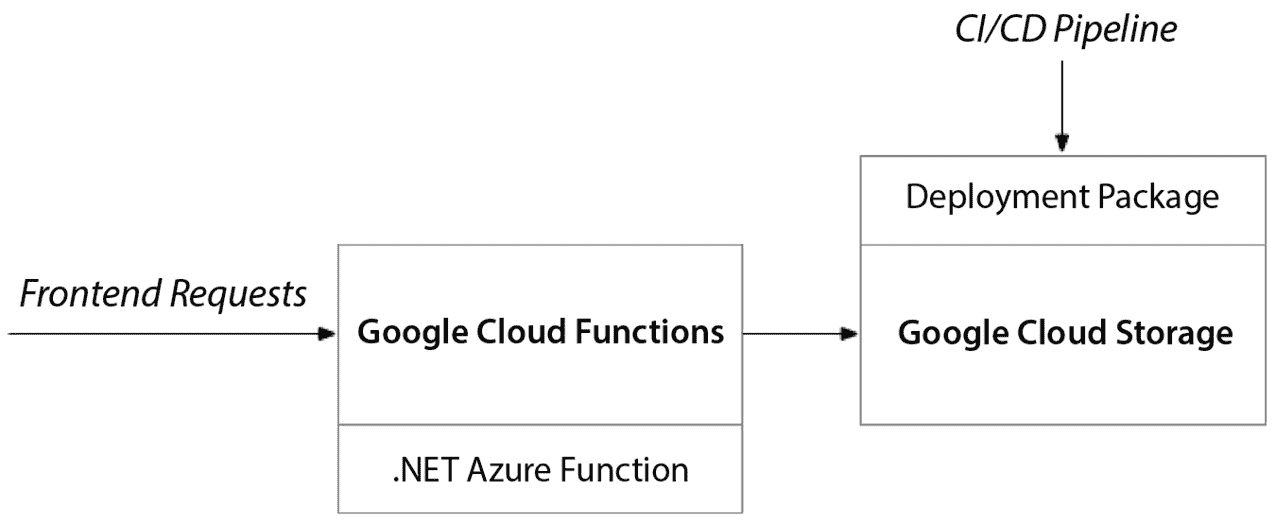 CI/CD Pipeline
Deployment Package
Frontend Requests
Google Cloud Functions
Google Cloud Storage
.NET Azure Function